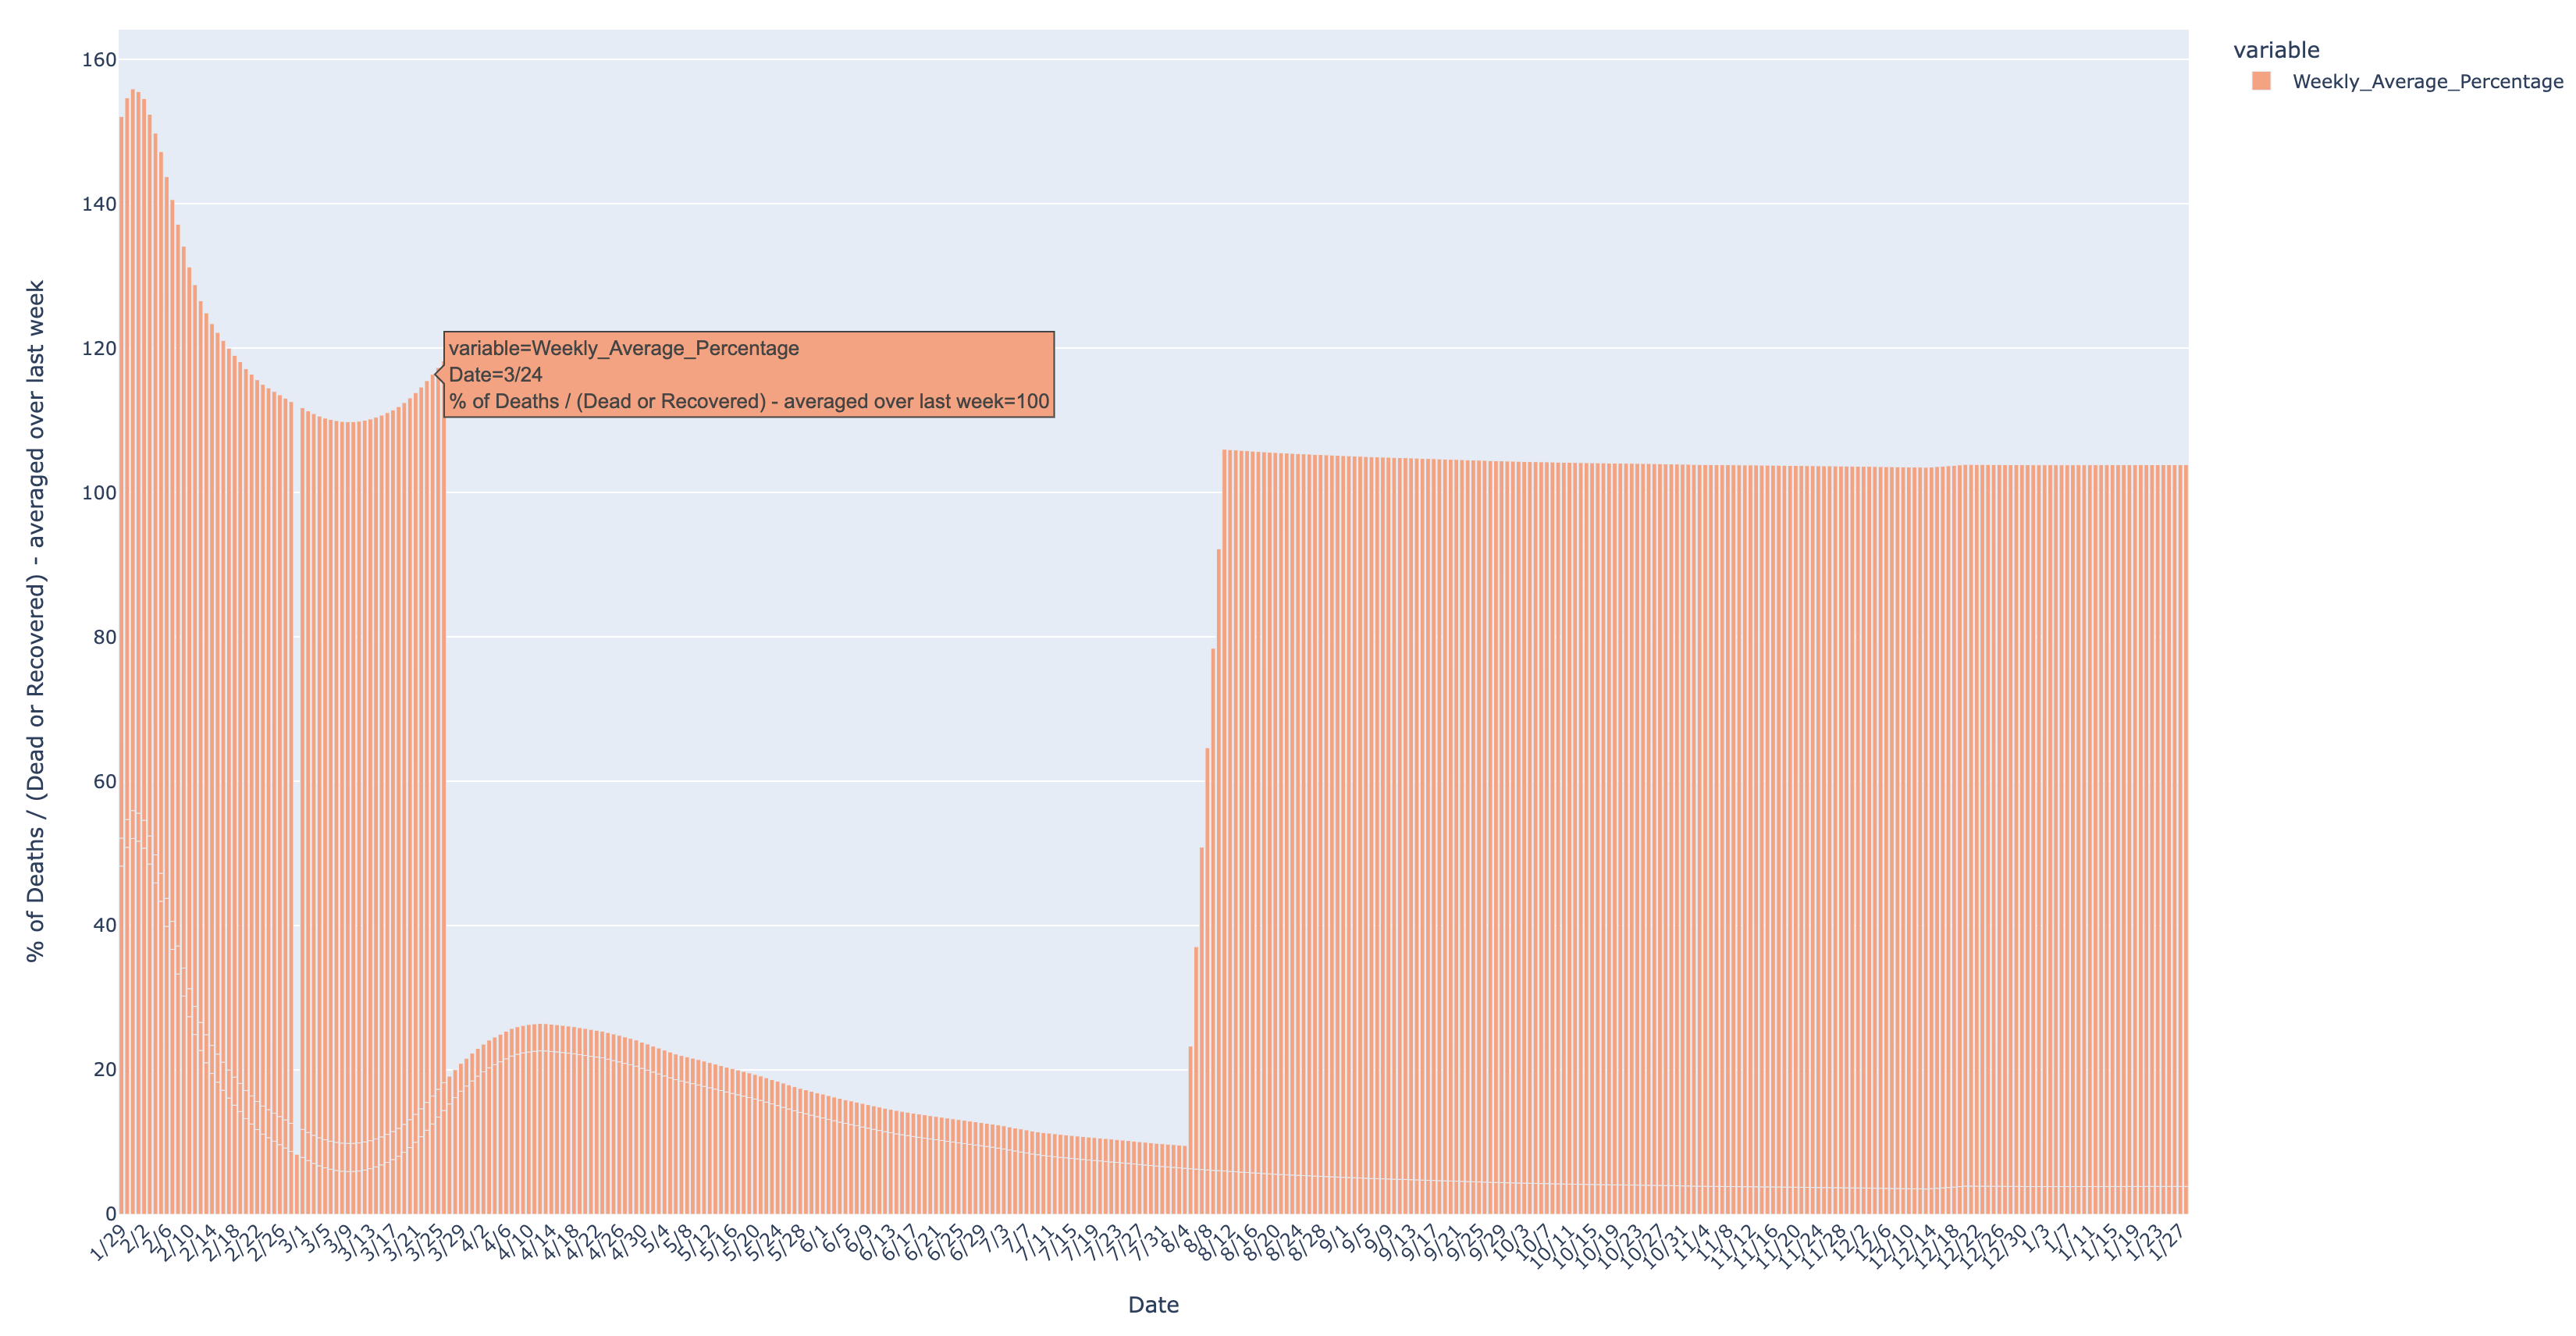 variable
Weekly_Average_Percentage
% of Deaths / (Dead or Recovered) - averaged over last week
160
140
120
100
80
60
40
20
0
variable=Weekly_Average_Percentage
Date=3/24
% of Deaths / (Dead or Recovered) - averaged over last week=100
1/29 2/2 2/6 2/10 2/14 2/18 2/22 2/26 3/1 3/5 3/9 3/13 3/17 3/21 3/25 3/29 4/2 4/6 4/10 4/14 4/18 4/22 4/26 4/30 5/4 5/8 5/12 5/16 5/20 5/24 5/28 6/1 6/5 6/9 6/13 6/17 6/21 6/25 6/29 7/3 7/7 7/11 7/15 7/19 7/23 7/27 7/31 8/4 8/8 8/12 8/16 8/20 8/24 8/28 9/1 9/5 9/9 9/13 9/17 9/21 9/25 9/29 10/3 10/7 10/11 10/15 10/19 10/23 10/27 10/31 11/4 11/8 11/12 11/16 11/20 11/24 11/28 12/2 12/6 12/10 12/14 12/18 12/22 12/26 12/30 1/3 1/7 1/11 1/15 1/19 1/23 1/27
Date